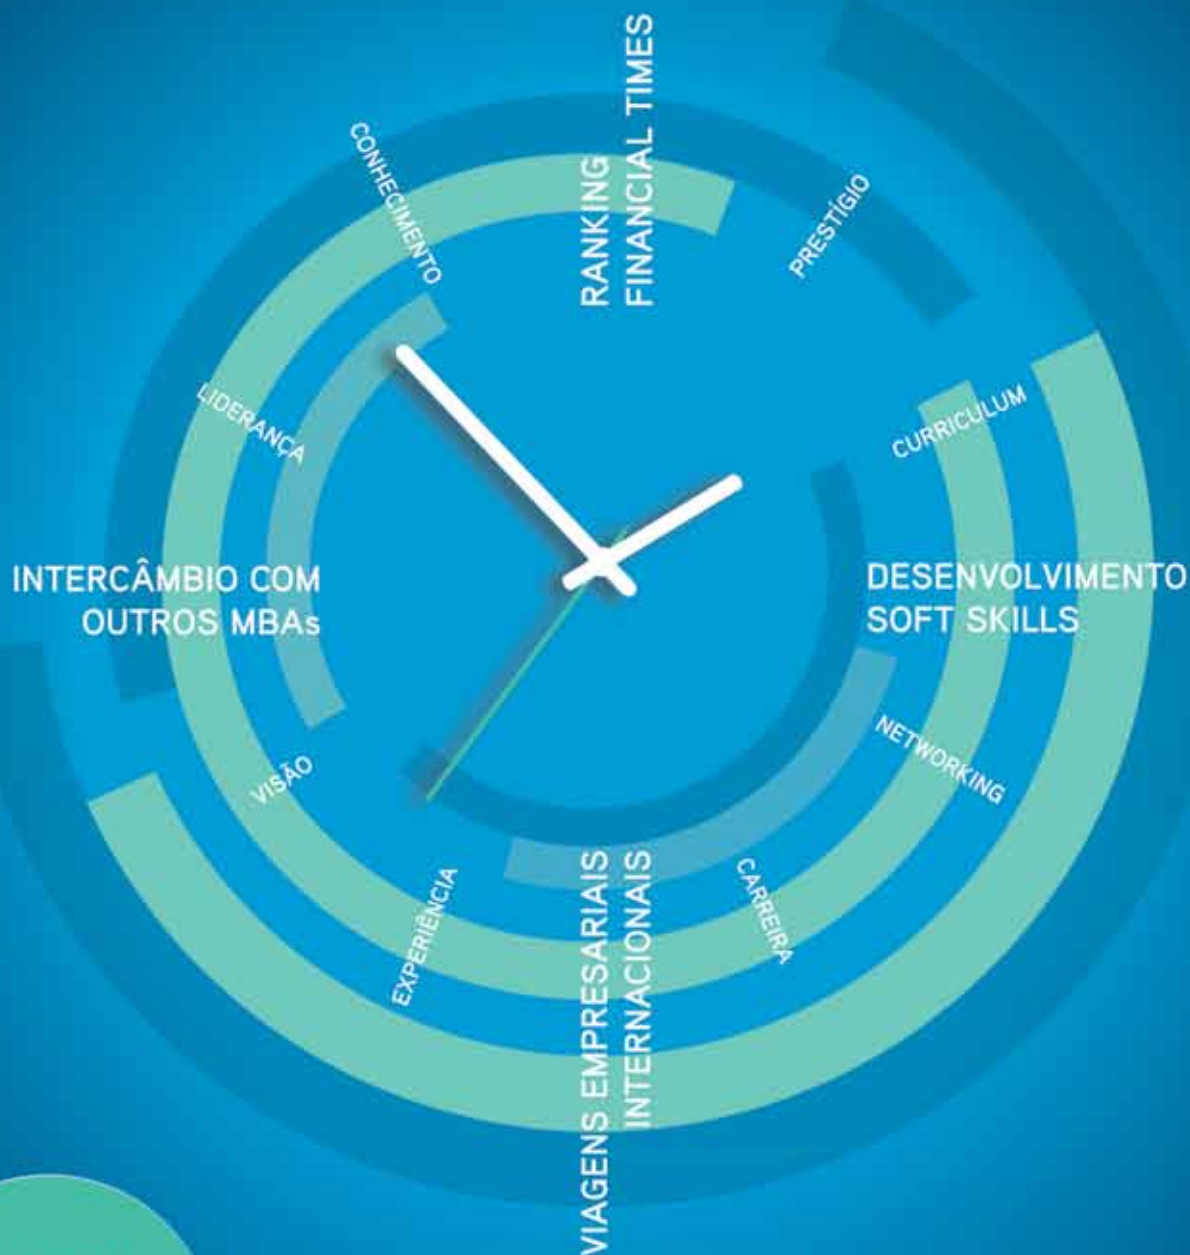 RANKING
FINANCIAL TIMES
PRESTÍGIO
CURRICULUM
DESENVOLVIMENTO
SOFT SKILLS
NETWORKING
CARREIRA
VIAGENS EMPRESARIAIS
INTERNACIONAIS
EXPERIÊNCIA
VISÃO
INTERCÂMBIO COM
OUTROS MBAs
LIDERANÇA
CONHECIMENTO